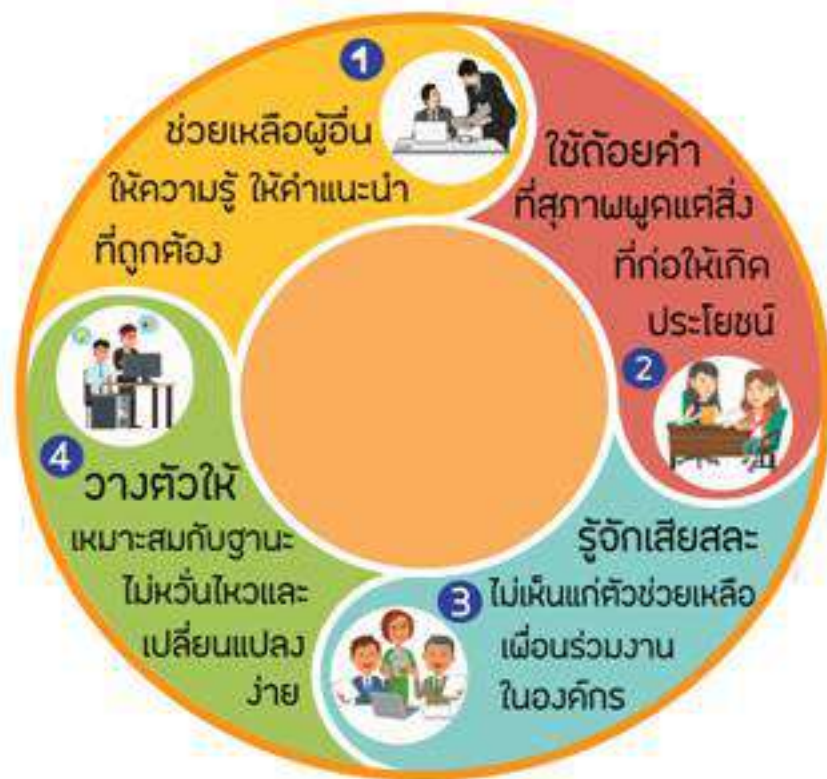 1
ช่วยเหลือผู้อื่น
ให้ความรู้ ให้คำแนะนำ
ที่ถูกต้อง
ใช้ถ้อยคำ
ที่สุภาพพูดแต่สิ่ง
ที่ก่อให้เกิด
ประโยชน์
2
3
รู้จักเสียสละ
ไม่เห็นแก่ตัวช่วยเหลือ
เพื่อนร่วมงาน
ในองค์กร
4
วางตัวให้
เหมาะสมกับฐานะ
ไม่หวั่นไหวและ
เปลี่ยนแปลง
ง่าย